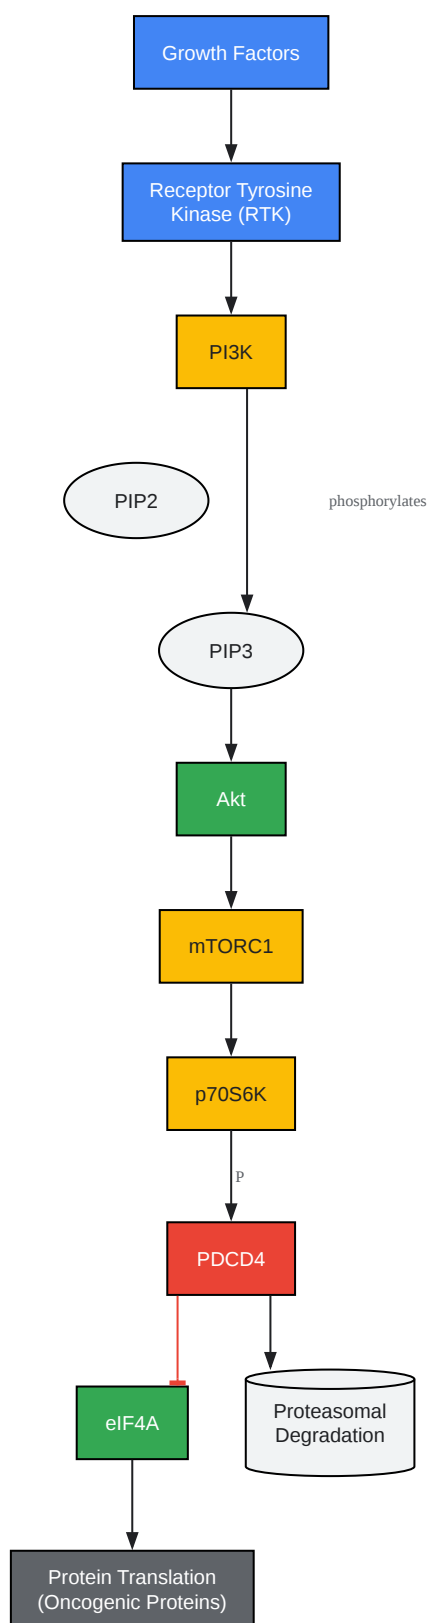 Growth Factors
Receptor Tyrosine
Kinase (RTK)
PI3K
PIP2
phosphorylates
PIP3
Akt
mTORC1
p70S6K
P
PDCD4
eIF4A
Proteasomal
Degradation
Protein Translation
(Oncogenic Proteins)